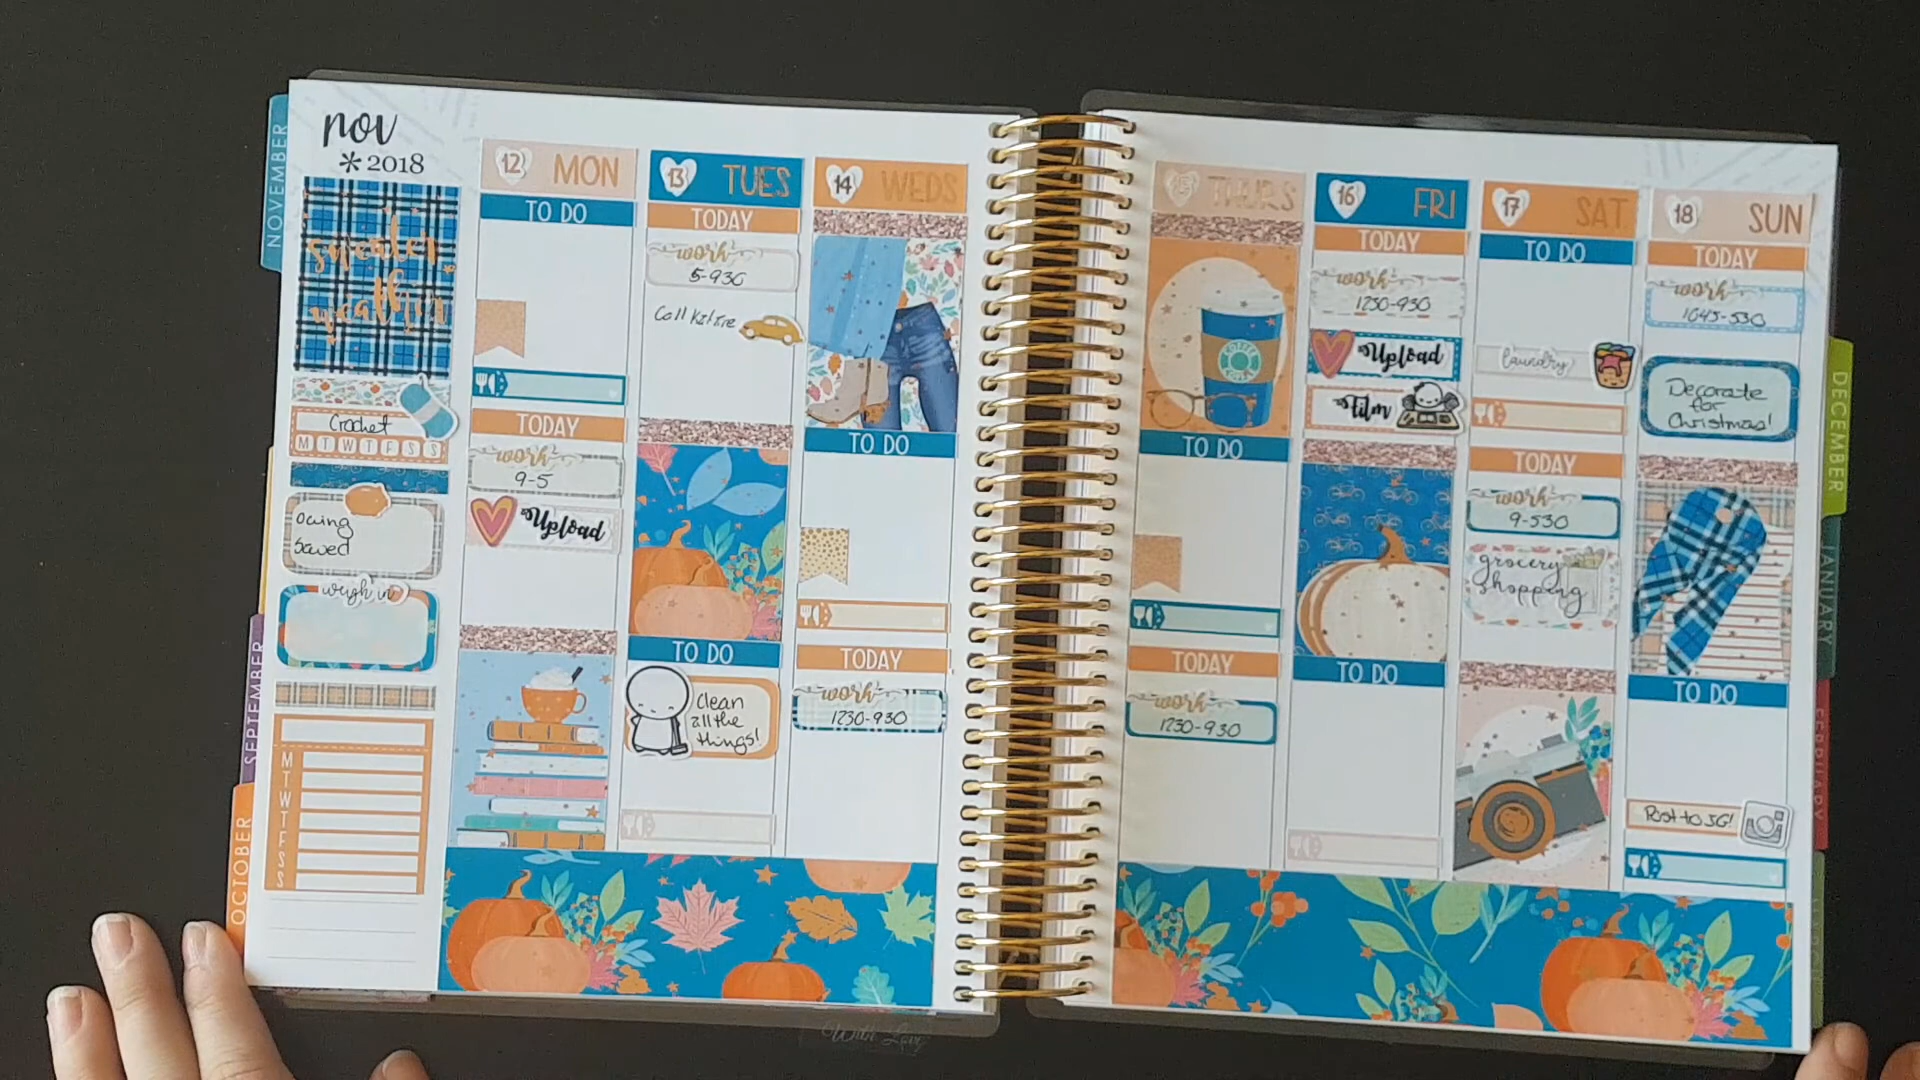 NOVEMBER
nov
*2018
sweater
weather
Crochet
M T W T F S S
Owing
Saved
weigh in
M
T
W
T
F
S
S
SEPTEMBER
OCTOBER
12 MON
TO DO
TODAY
work
9-5
Upload
13 TUES
TODAY
work
5-930
TO DO
Clean
all the
things!
14 WEDS
TO DO
TODAY
work
1230-930
THURS
TO DO
TODAY
work
1230-930
16 FRI
TODAY
work
1230-930
Upload
Film
TO DO
17 SAT
TO DO
laundry
TODAY
work
9-530
grocery
shopping
18 SUN
TODAY
work
1045-530
Decorate
for
Christmas!
TO DO
Post to IG!
DECEMBER
JANUARY
FEBRUARY
With Love